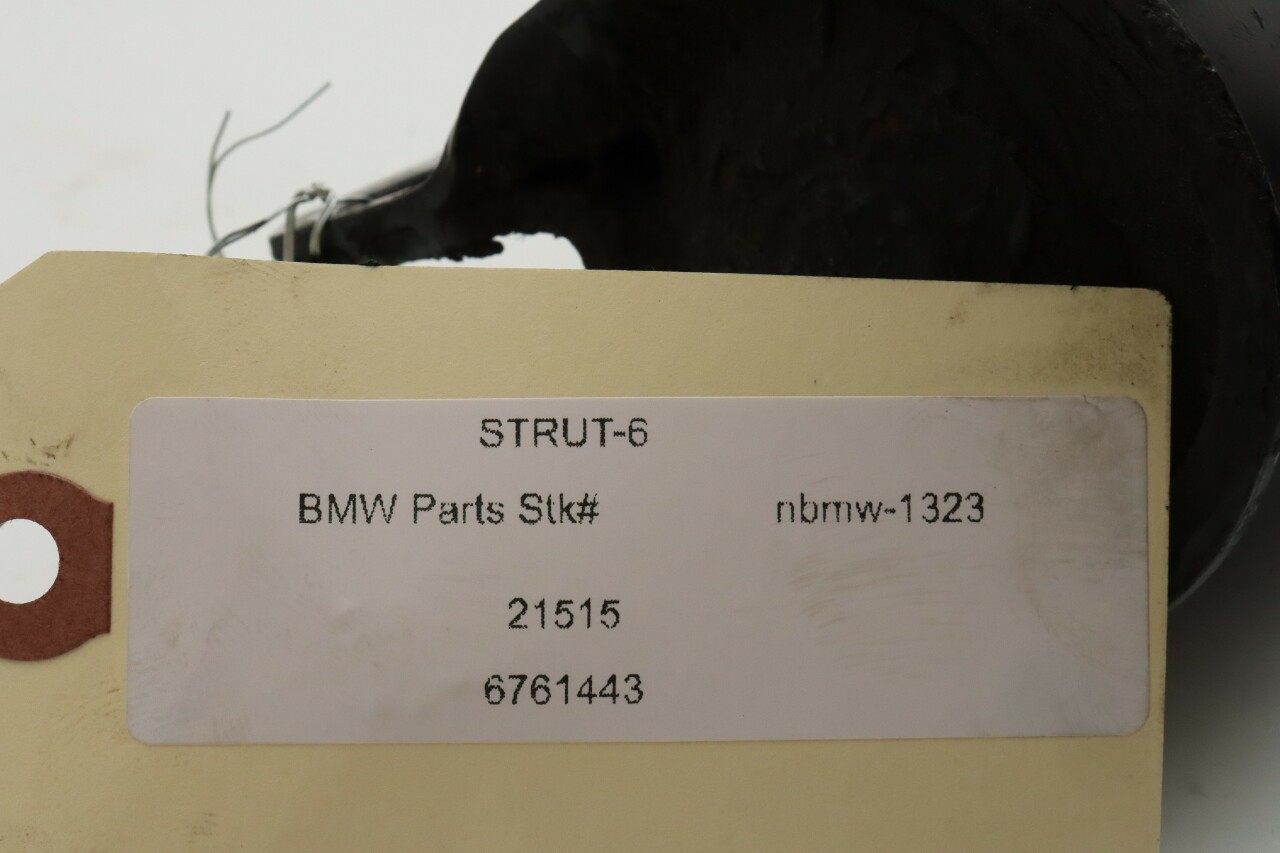 STRUT-6
BMW Parts Stk# nbmw-1323
21515
6761443